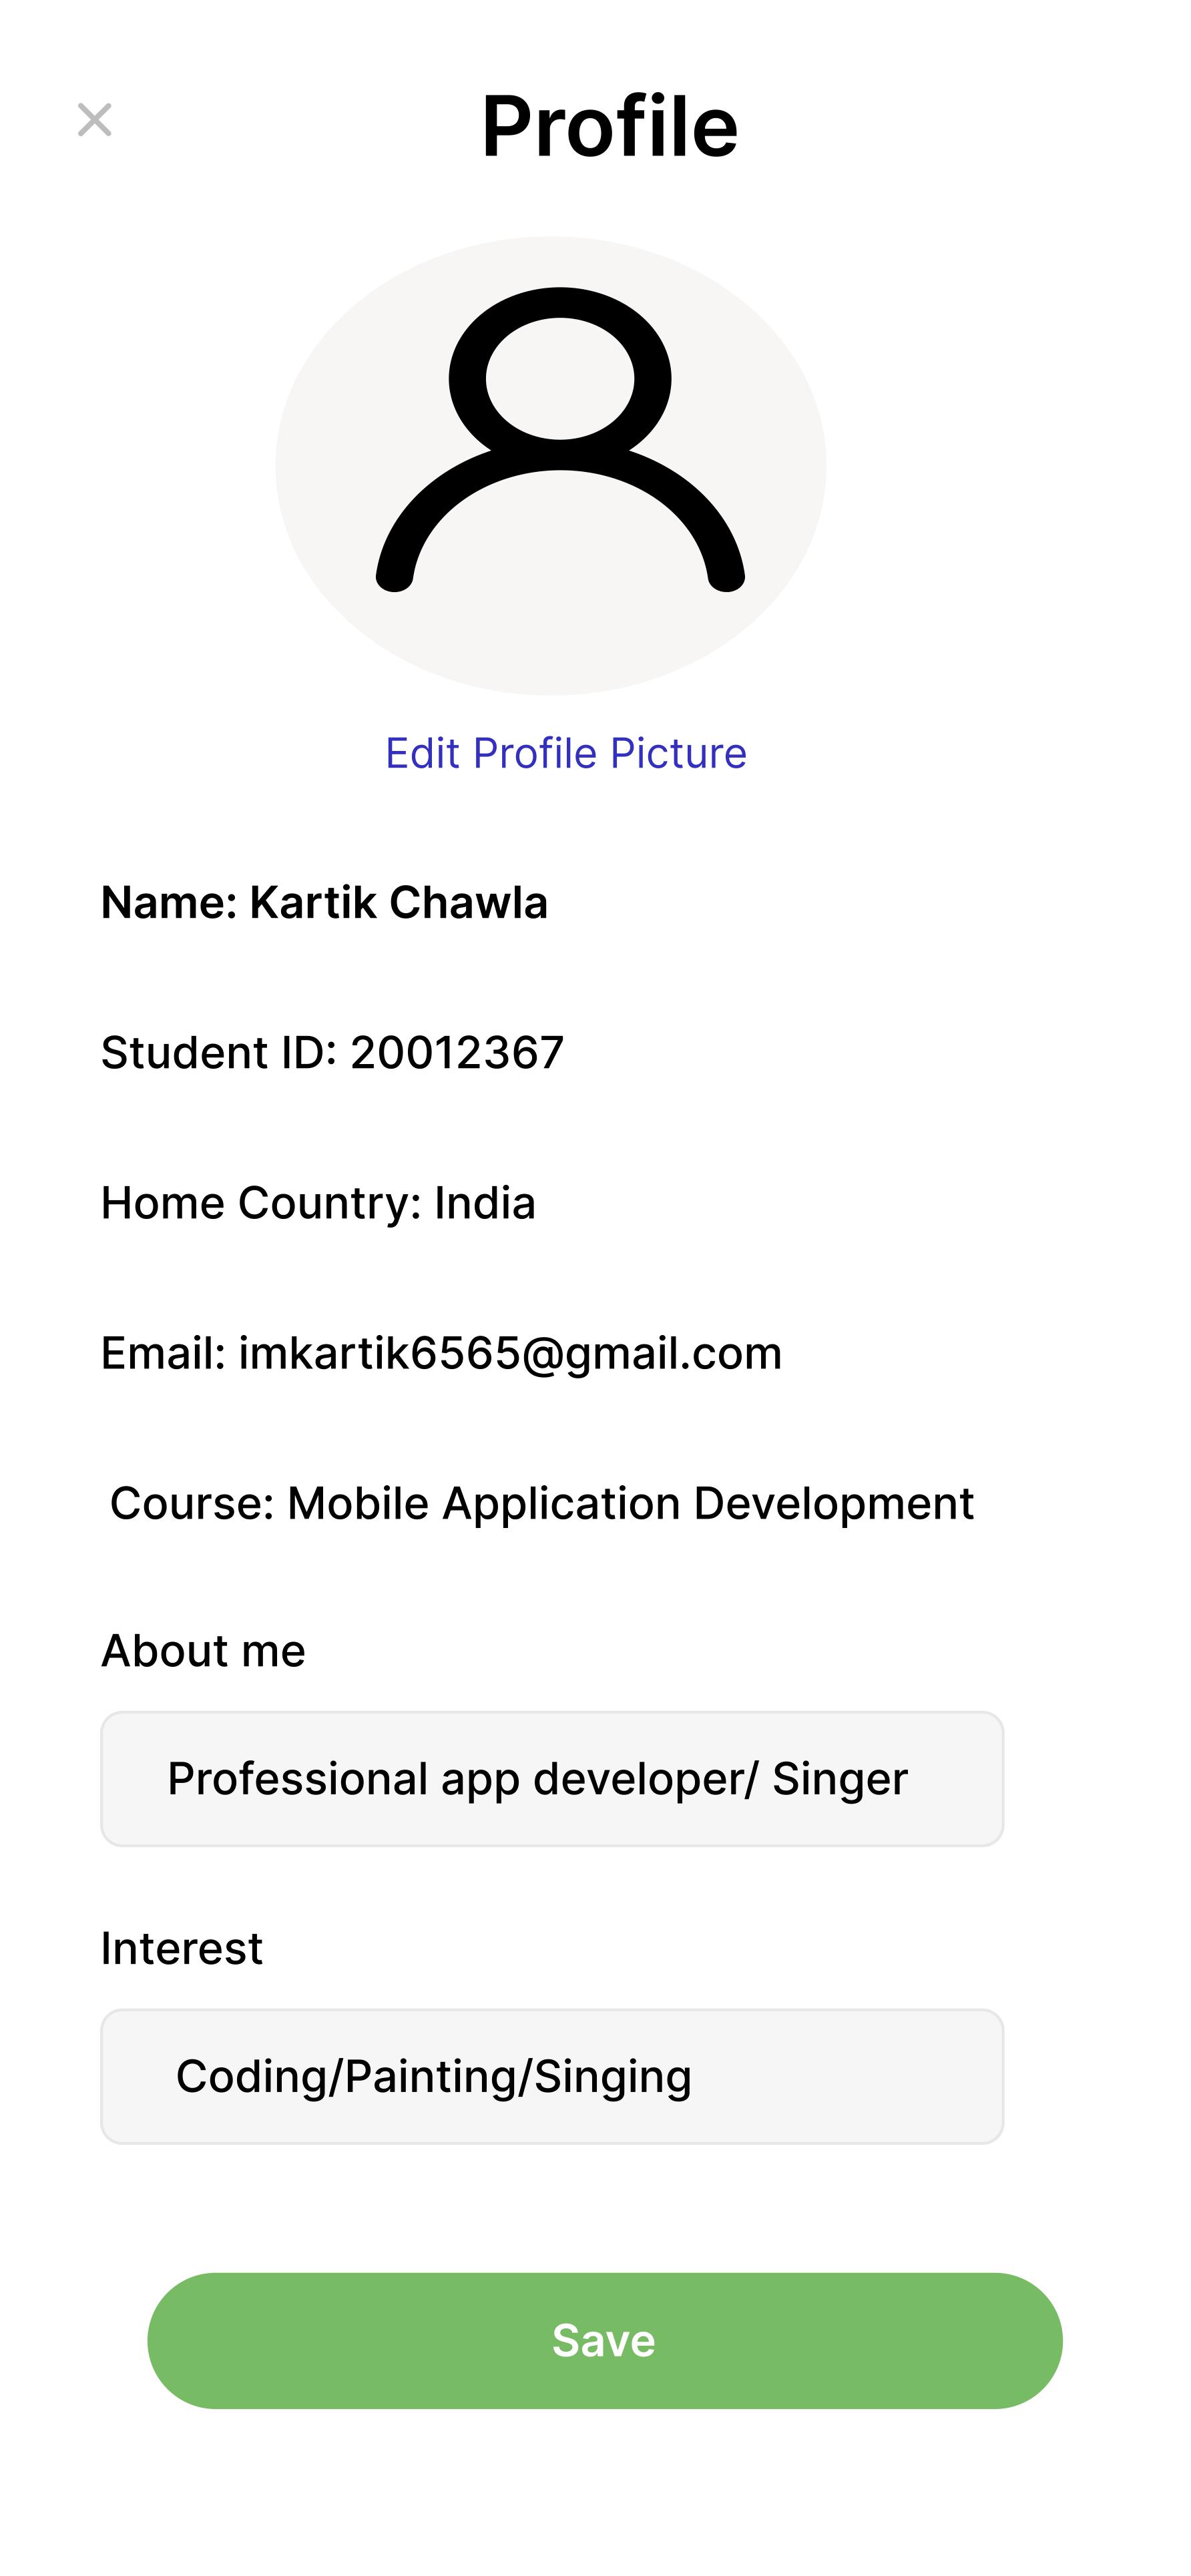 Profile
Edit Profile Picture
Name: Kartik Chawla
Student ID: 20012367
Home Country: India
Email: imkartik6565@gmail.com
Course: Mobile Application Development
About me
Professional app developer/ Singer
Interest
Coding/Painting/Singing
Save